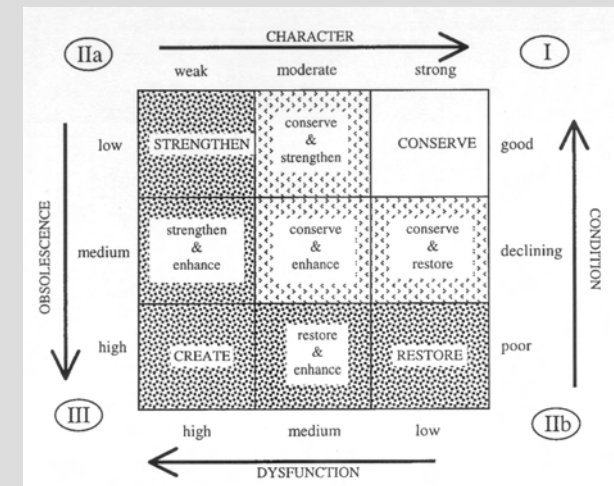 CHARACTER
IIa
I
weak
moderate
strong
low
STRENGTHEN
conserve
&
strengthen
CONSERVE
good
OBSOLESCENCE
medium
strengthen
&
enhance
conserve
&
enhance
conserve
&
restore
declining
CONDITION
high
CREATE
restore
&
enhance
RESTORE
poor
III
high
medium
low
IIb
DYSFUNCTION